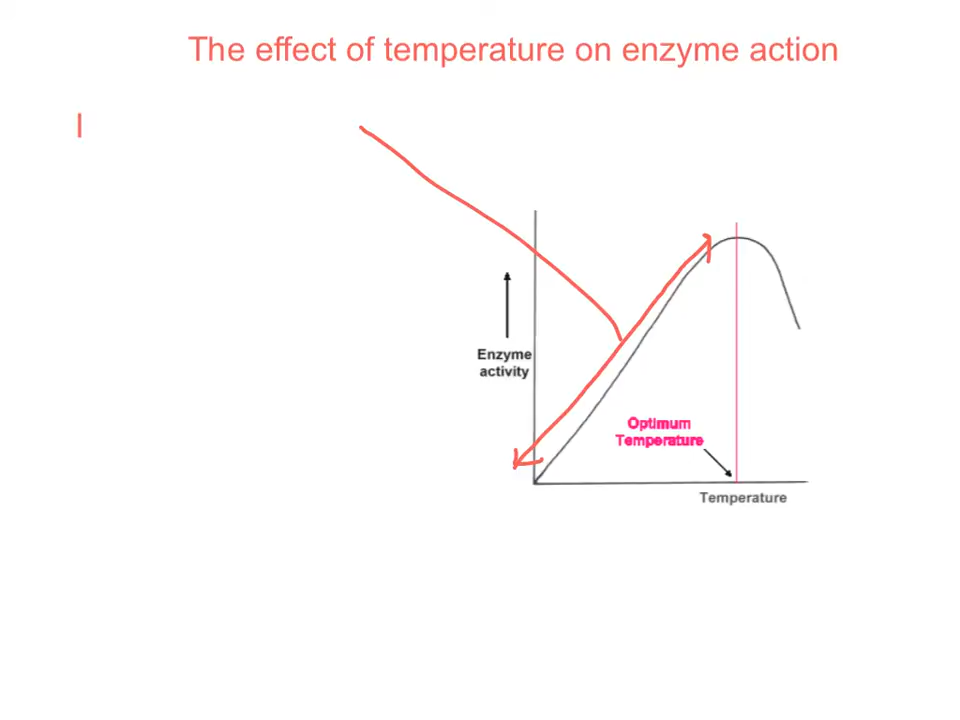 The effect of temperature on enzyme action
I
Enzyme
activity
Optimum
Temperature
Temperature